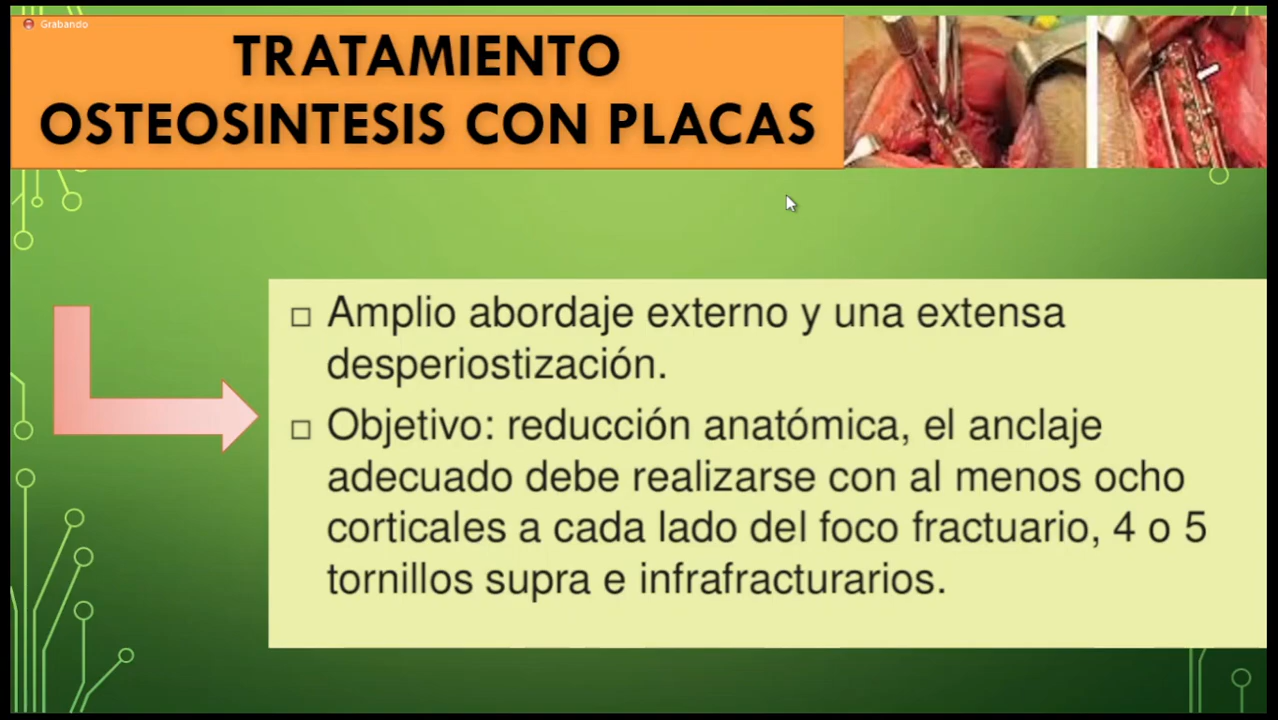 Grabando
TRATAMIENTO
OSTEOSINTESIS CON PLACAS
Amplio abordaje externo y una extensa
desperiostización.
Objetivo: reducción anatómica, el anclaje
adecuado debe realizarse con al menos ocho
corticales a cada lado del foco fractuario, 4 o 5
tornillos supra e infrafracturarios.